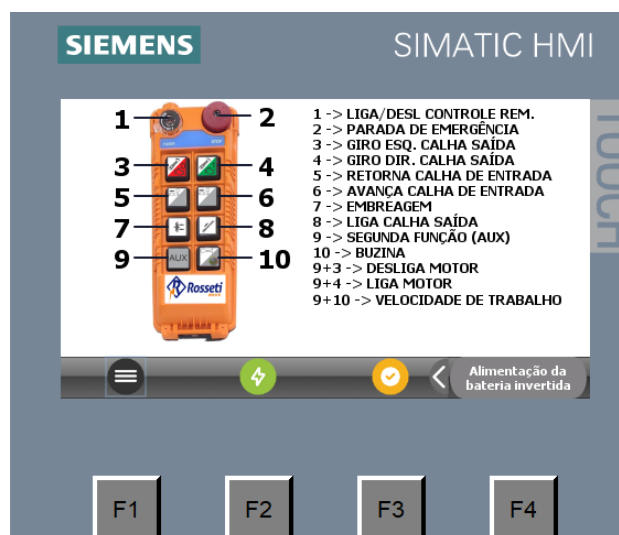 SIEMENS
SIMATIC HMI
TOUCH
1
2
3
4
5
6
7
8
9
10
AUX
Rosseti
1 -> LIGA/DESL CONTROLE REM.
2 -> PARADA DE EMERGÊNCIA
3 -> GIRO ESQ. CALHA SAÍDA
4 -> GIRO DIR. CALHA SAÍDA
5 -> RETORNA CALHA DE ENTRADA
6 -> AVANÇA CALHA DE ENTRADA
7 -> EMBREAGEM
8 -> LIGA CALHA SAÍDA
9 -> SEGUNDA FUNÇÃO (AUX)
10 -> BUZINA
9+3 -> DESLIGA MOTOR
9+4 -> LIGA MOTOR
9+10 -> VELOCIDADE DE TRABALHO
Alimentação da
bateria invertida
F1
F2
F3
F4